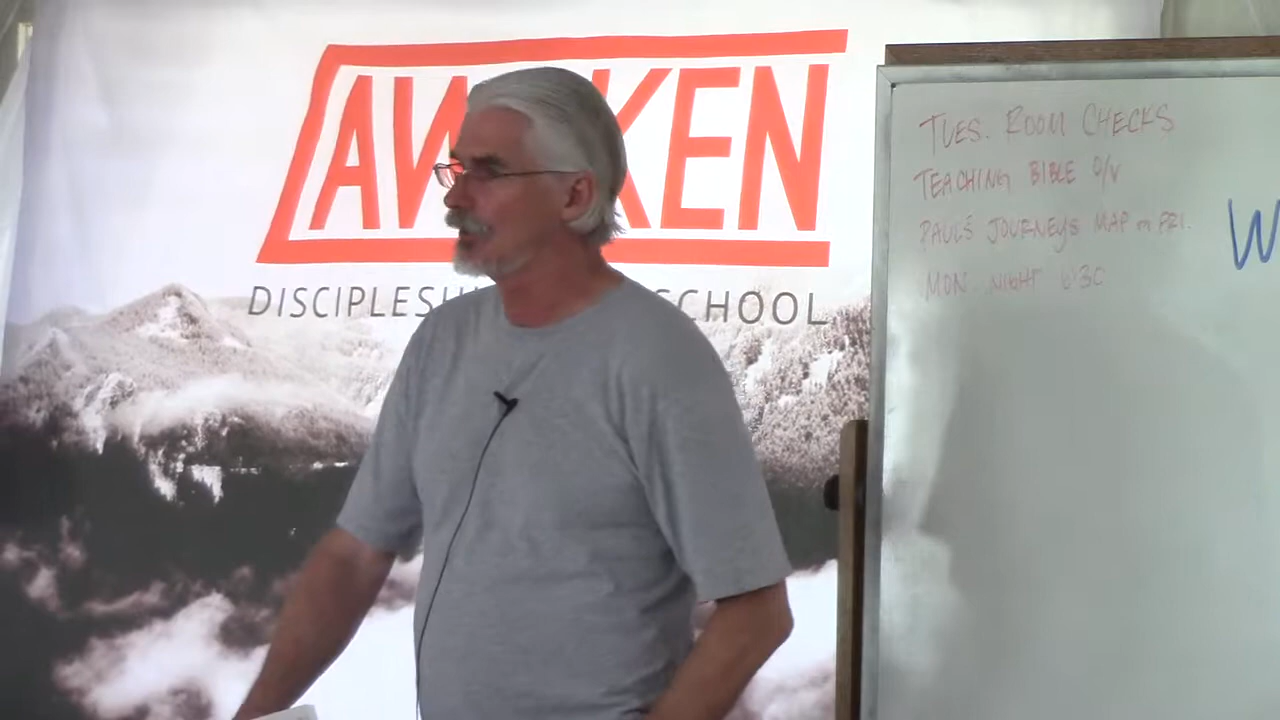 AWAKEN
DISCIPLESHIP SCHOOL
TUES. ROOM CHECKS
TEACHING BIBLE O/V
PAUL'S JOURNEYS MAP on FRI.
MON. NIGHT 6:30
W